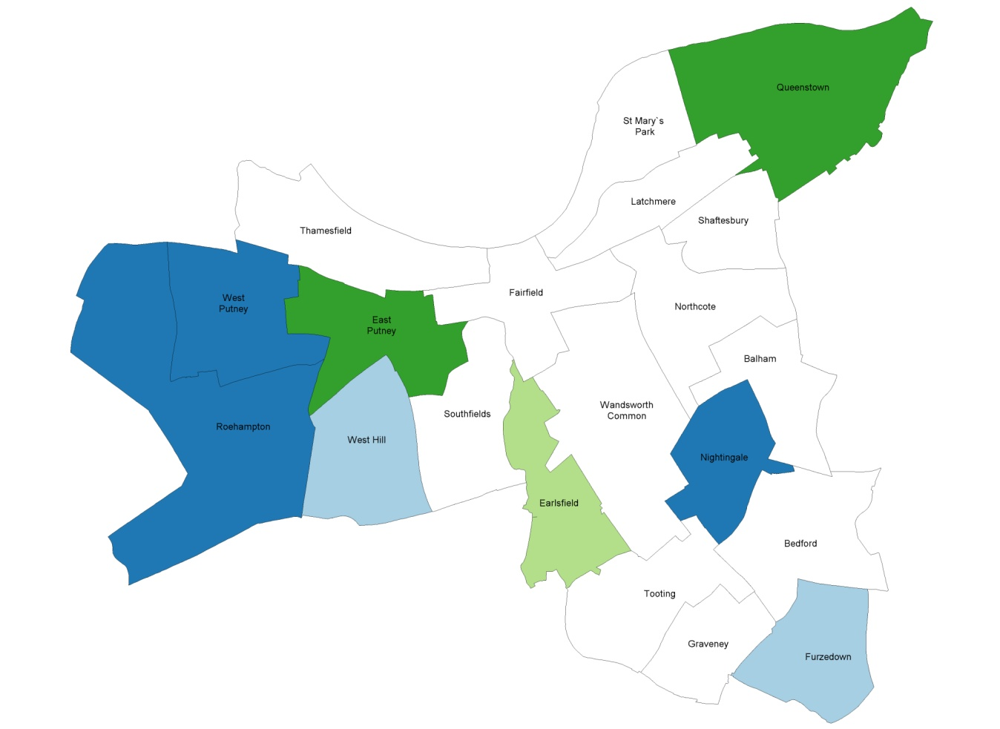 Queenstown
St Mary`s
Park
Latchmere
Shaftesbury
Thamesfield
Fairfield
West
Putney
Northcote
East
Putney
Balham
Wandsworth
Common
Southfields
Roehampton
West Hill
Nightingale
Earlsfield
Bedford
Tooting
Graveney
Furzedown